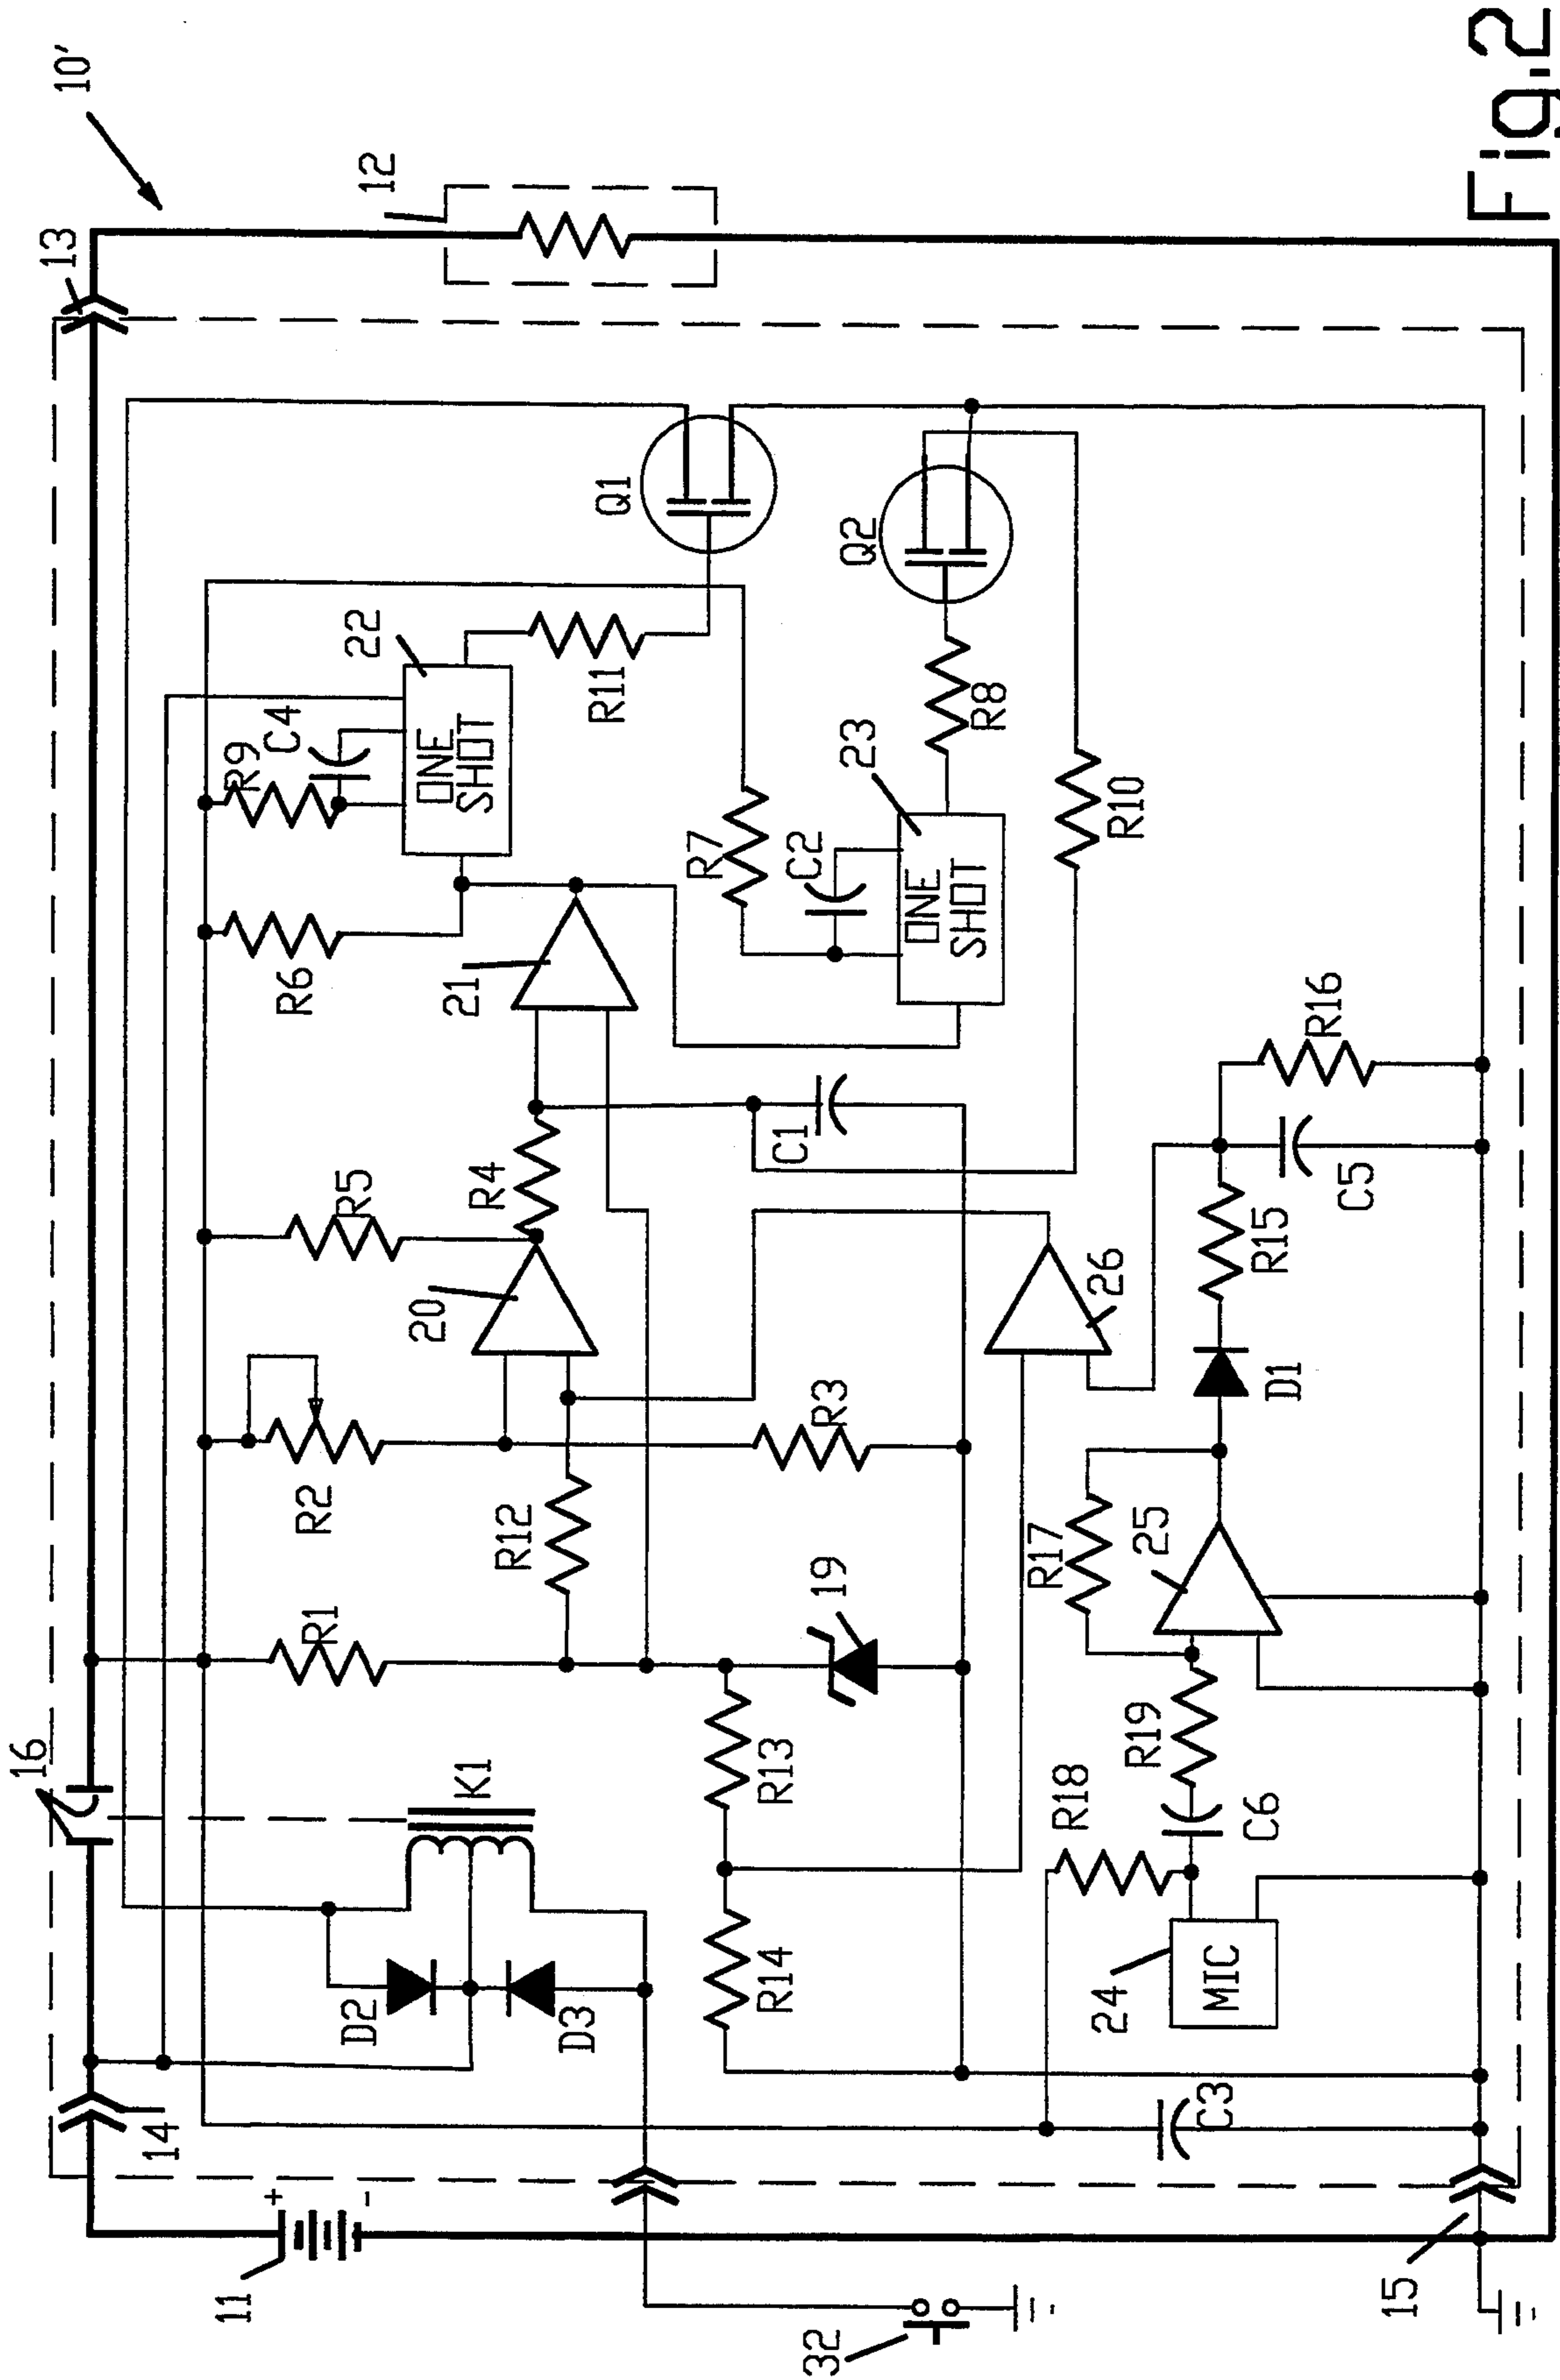 10'
13
12
16
14
11
+
-
K1
D2
D3
R1
R2
R5
R6
R9
C4
22
ONE
SHOT
R11
Q1
20
21
R4
R12
R7
C2
23
ONE
SHOT
R8
Q2
R3
C1
R10
19
R13
R14
26
R17
25
R18
R19
C6
24
MIC
D1
R15
C5
R16
C3
15
32
Fig.2